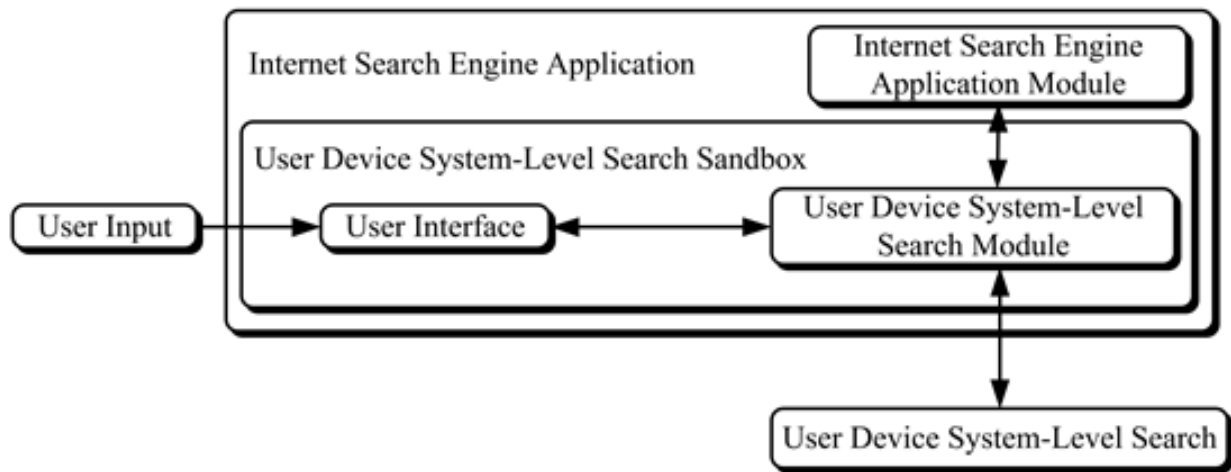 Internet Search Engine Application
Internet Search Engine
Application Module
User Device System-Level Search Sandbox
User Input
User Interface
User Device System-Level
Search Module
User Device System-Level Search